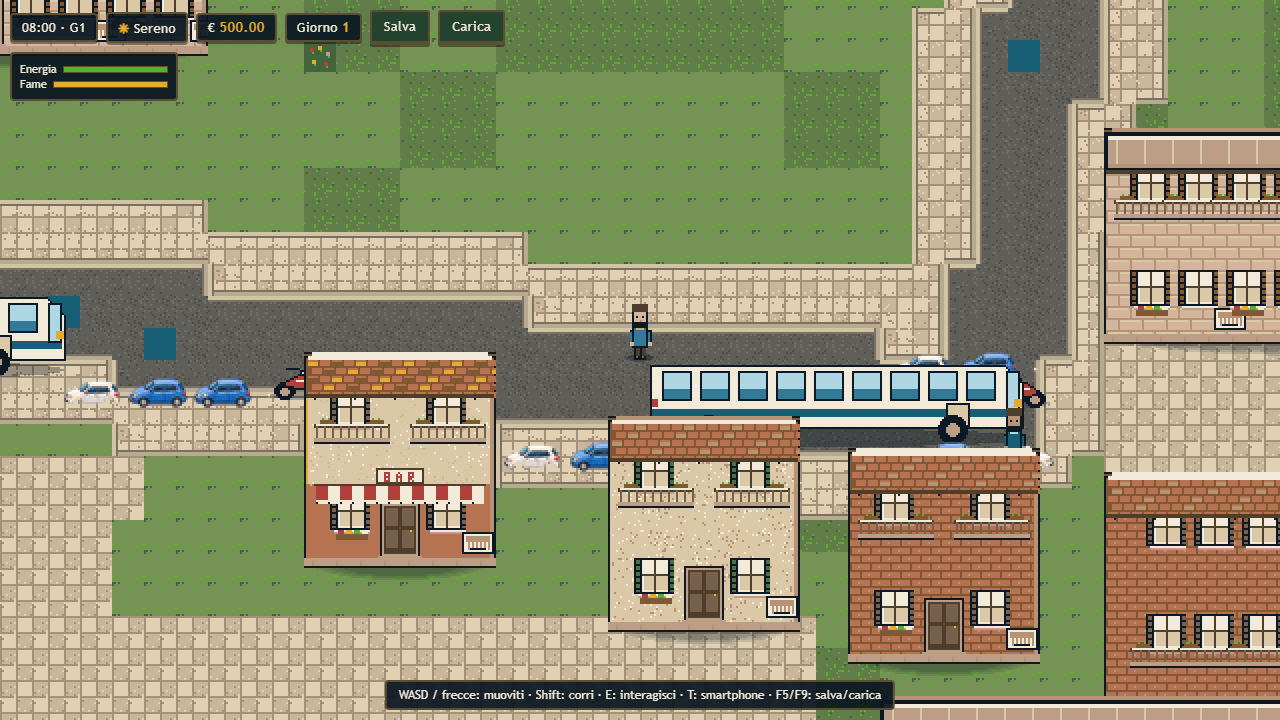 08:00 · G1
Sereno
€ 500.00
Giorno 1
Salva
Carica
Energia
Fame
BAR
WASD / frecce: muoviti · Shift: corri · E: interagisci · T: smartphone · F5/F9: salva/carica